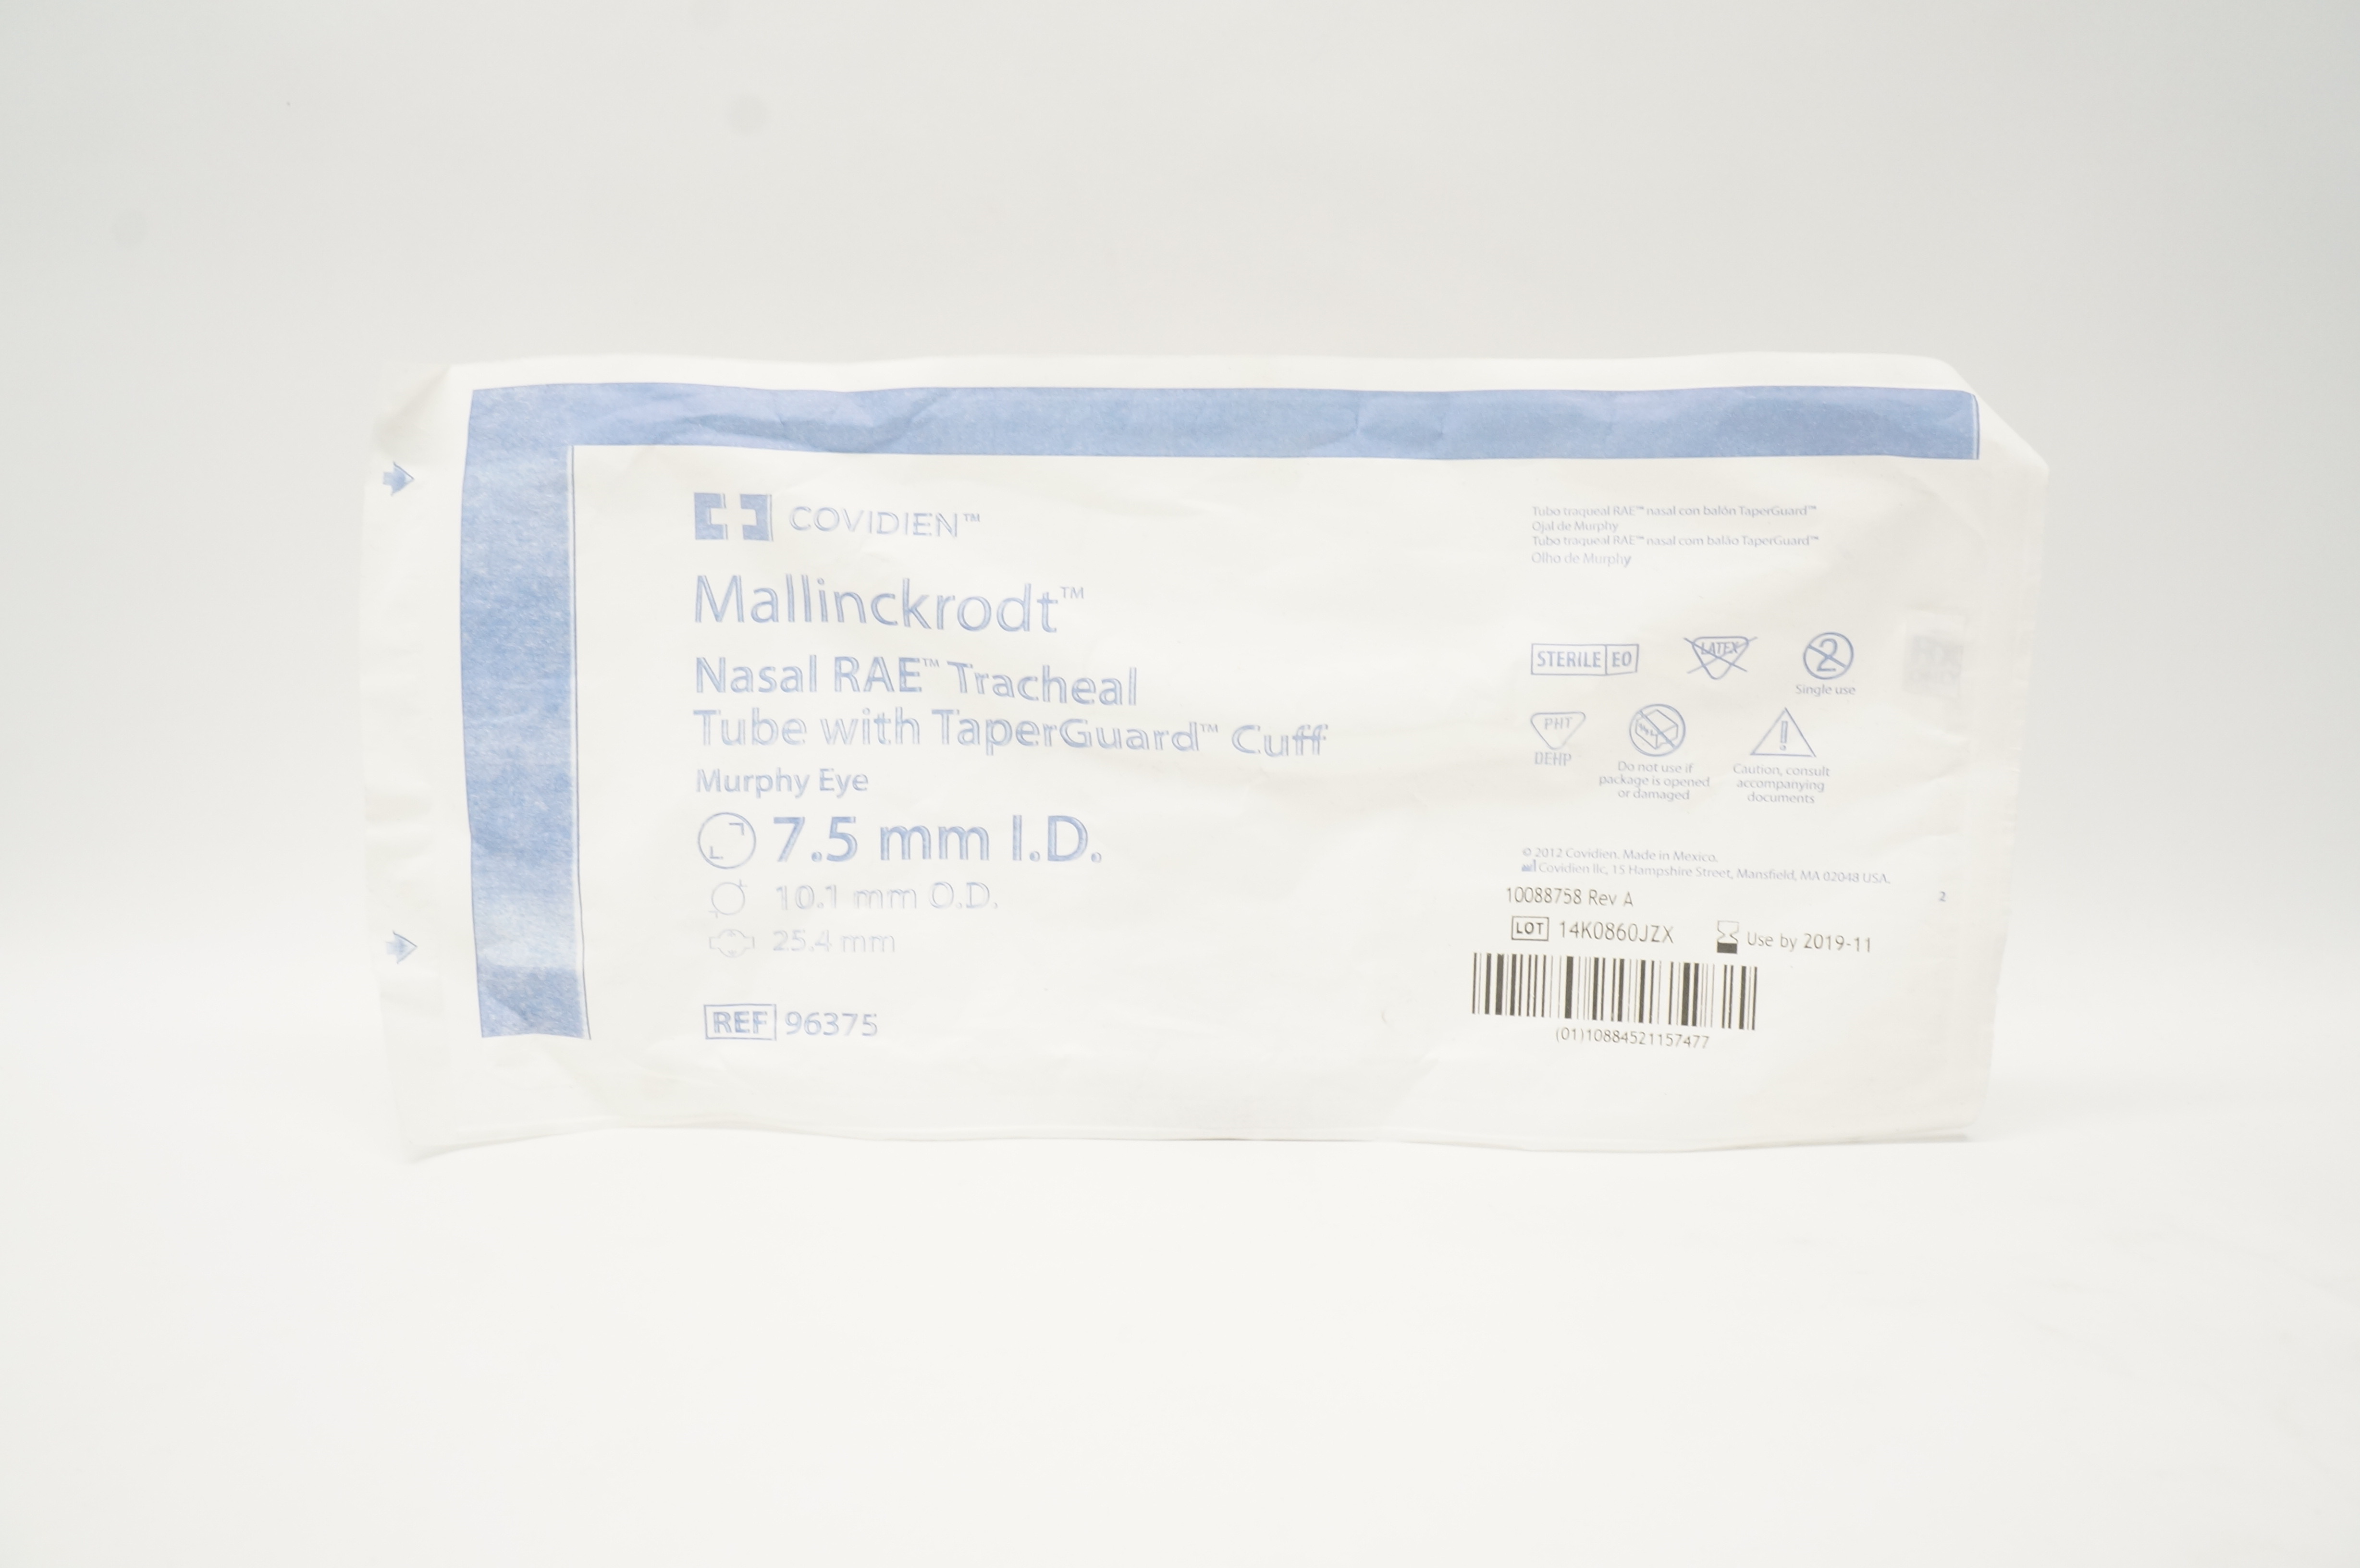 COVIDIEN™
Mallinckrodt™
Nasal RAE™ Tracheal
Tube with TaperGuard™ Cuff
Murphy Eye
7.5 mm I.D.
10.1 mm O.D.
25.4 mm
REF 96375
Tubo traqueal RAE™ nasal con balón TaperGuard™
Ojal de Murphy
Tubo traqueal RAE™ nasal com balão TaperGuard™
Olho de Murphy
STERILE EO
LATEX
2
Single use
PHT
DEHP
Do not use if
package is opened
or damaged
Caution, consult
accompanying
documents
© 2012 Covidien. Made in Mexico.
Covidien llc, 15 Hampshire Street, Mansfield, MA 02048 USA.
10088758 Rev A
2
LOT 14K0860JZX
Use by 2019-11
(01)10884521157477